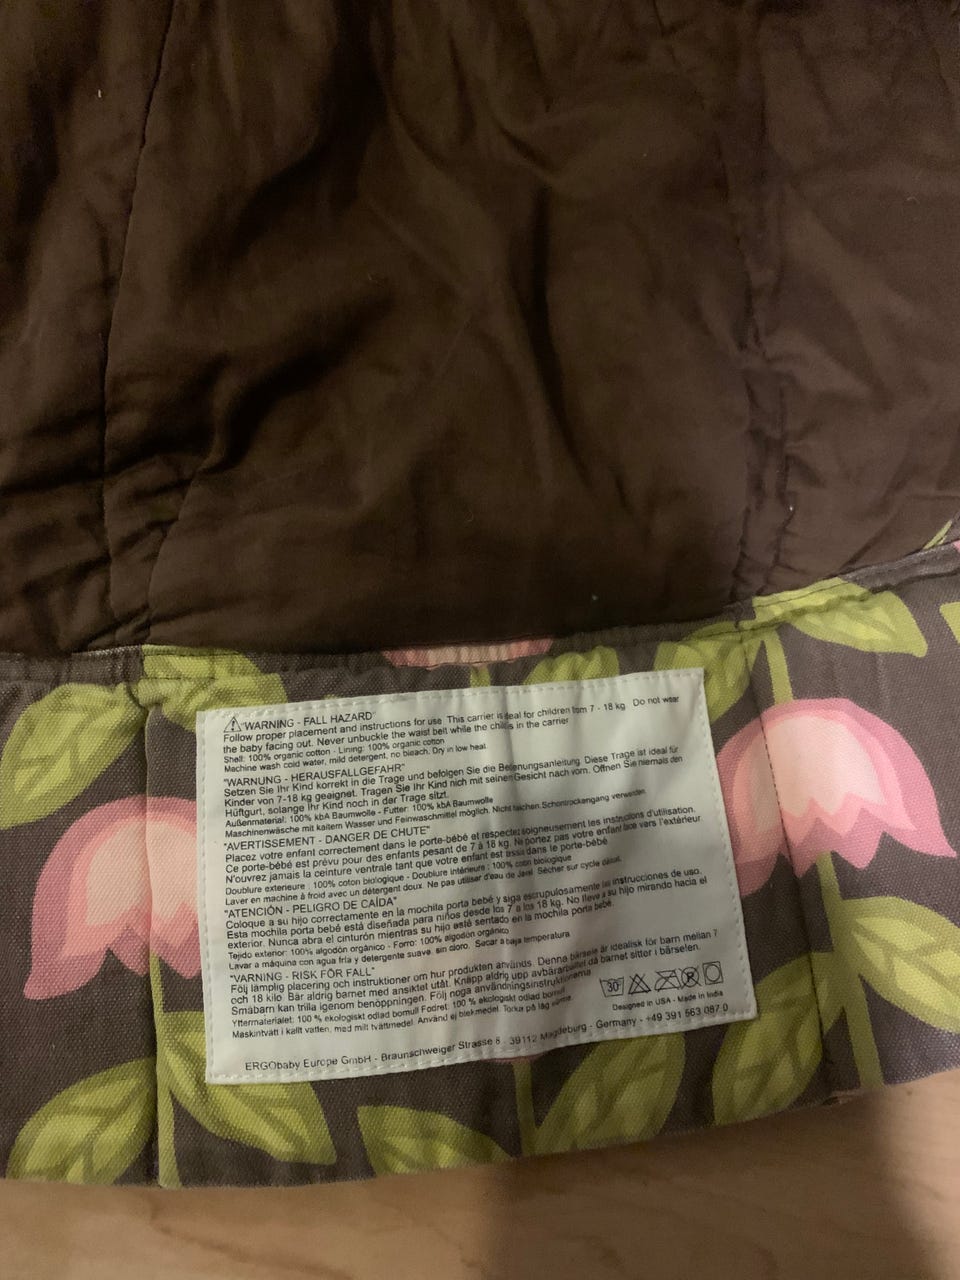 "WARNING - FALL HAZARD"
Follow proper placement and instructions for use. This carrier is ideal for children from 7 - 18 kg. Do not wear
the baby facing out. Never unbuckle the waist belt while the child is in the carrier
Shell: 100% organic cotton - Lining: 100% organic cotton
Machine wash cold water, mild detergent, no bleach. Dry in low heat.
"WARNUNG - HERAUSFALLGEFAHR"
Setzen Sie Ihr Kind korrekt in die Trage und befolgen Sie die Bedienungsanleitung. Diese Trage ist ideal für
Kinder von 7-18 kg geeignet. Tragen Sie Ihr Kind nich mit seinen Gesicht nach vorn. Öffnen Sie niemals den
Hüftgurt, solange Ihr Kind noch in der Trage sitzt.
Außenmaterial: 100% kbA Baumwolle - Futter: 100% kbA Baumwolle
Maschinenwäsche mit kaltem Wasser und Feinwaschmittel möglich. Nicht bleichen. Schontrockengang verwenden.
"AVERTISSEMENT - DANGER DE CHUTE"
Placez votre enfant correctement dans le porte-bébé et respectez soigneusement les instructions d'utilisation.
Ce porte-bébé est prévu pour des enfants pesant de 7 à 18 kg. Ne portez pas votre enfant face vers l'extérieur
N'ouvrez jamais la ceinture ventrale tant que votre enfant est assis dans le porte-bébé
Doublure exterieure : 100% coton biologique - Doublure intérieure : 100% coton biologique
Laver en machine à froid avec un détergent doux. Ne pas utiliser d'eau de Javel. Sécher sur cycle délicat.
"ATENCIÓN - PELIGRO DE CAÍDA"
Coloque a su hijo correctamente en la mochila porta bebé y siga escrupulosamente las instrucciones de uso.
Esta mochila porta bebé está diseñada para niños desde los 7 a los 18 kg. No lleve a su hijo mirando hacia el
exterior. Nunca abra el cinturón mientras su hijo esté sentado en la mochila porta bebé.
Tejido exterior: 100% algodón orgánico - Forro: 100% algodón orgánico
Lavar a máquina con agua fría y detergente suave, sin cloro. Secar a baja temperatura
"VARNING - RISK FÖR FALL"
Följ lämplig placering och instruktioner om hur produkten används. Denna bärsele är idealisk för barn mellan 7
och 18 kilo. Bär aldrig barnet med ansiktet utåt. Knäpp aldrig upp avbärarbältet då barnet sitter i bärselen.
Småbarn kan trilla igenom benöppningen. Följ noga användningsinstruktionerna
Yttermaterialet: 100 % ekologiskt odlad bomull Fodret: 100 % ekologiskt odlad bomull
Maskintvätt i kallt vatten, med milt tvättmedel. Använd ej blekmedel. Torka på låg värme.
30°
Designed in USA - Made in India
ERGObaby Europe GmbH - Braunschweiger Strasse 8 - 39112 Magdeburg - Germany - +49 391 563 087 0